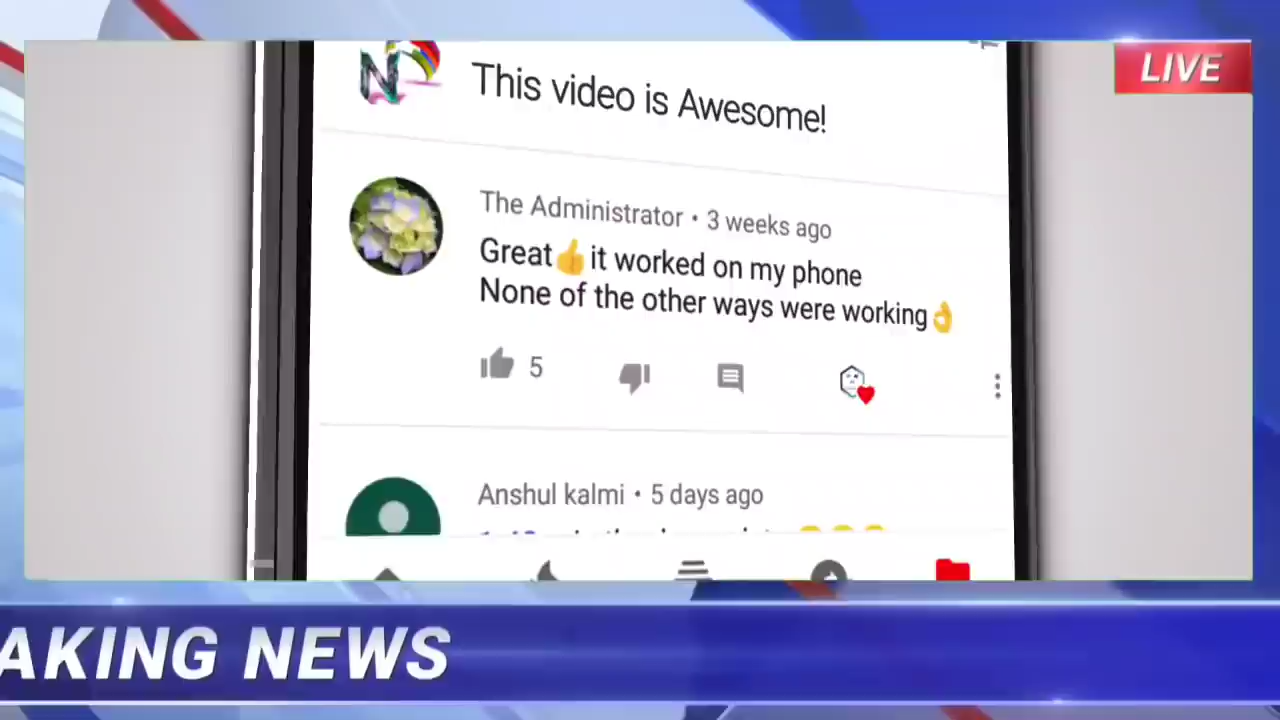 LIVE
N
This video is Awesome!
The Administrator • 3 weeks ago
Great👍it worked on my phone
None of the other ways were working👌
5
Anshul kalmi • 5 days ago
AKING NEWS